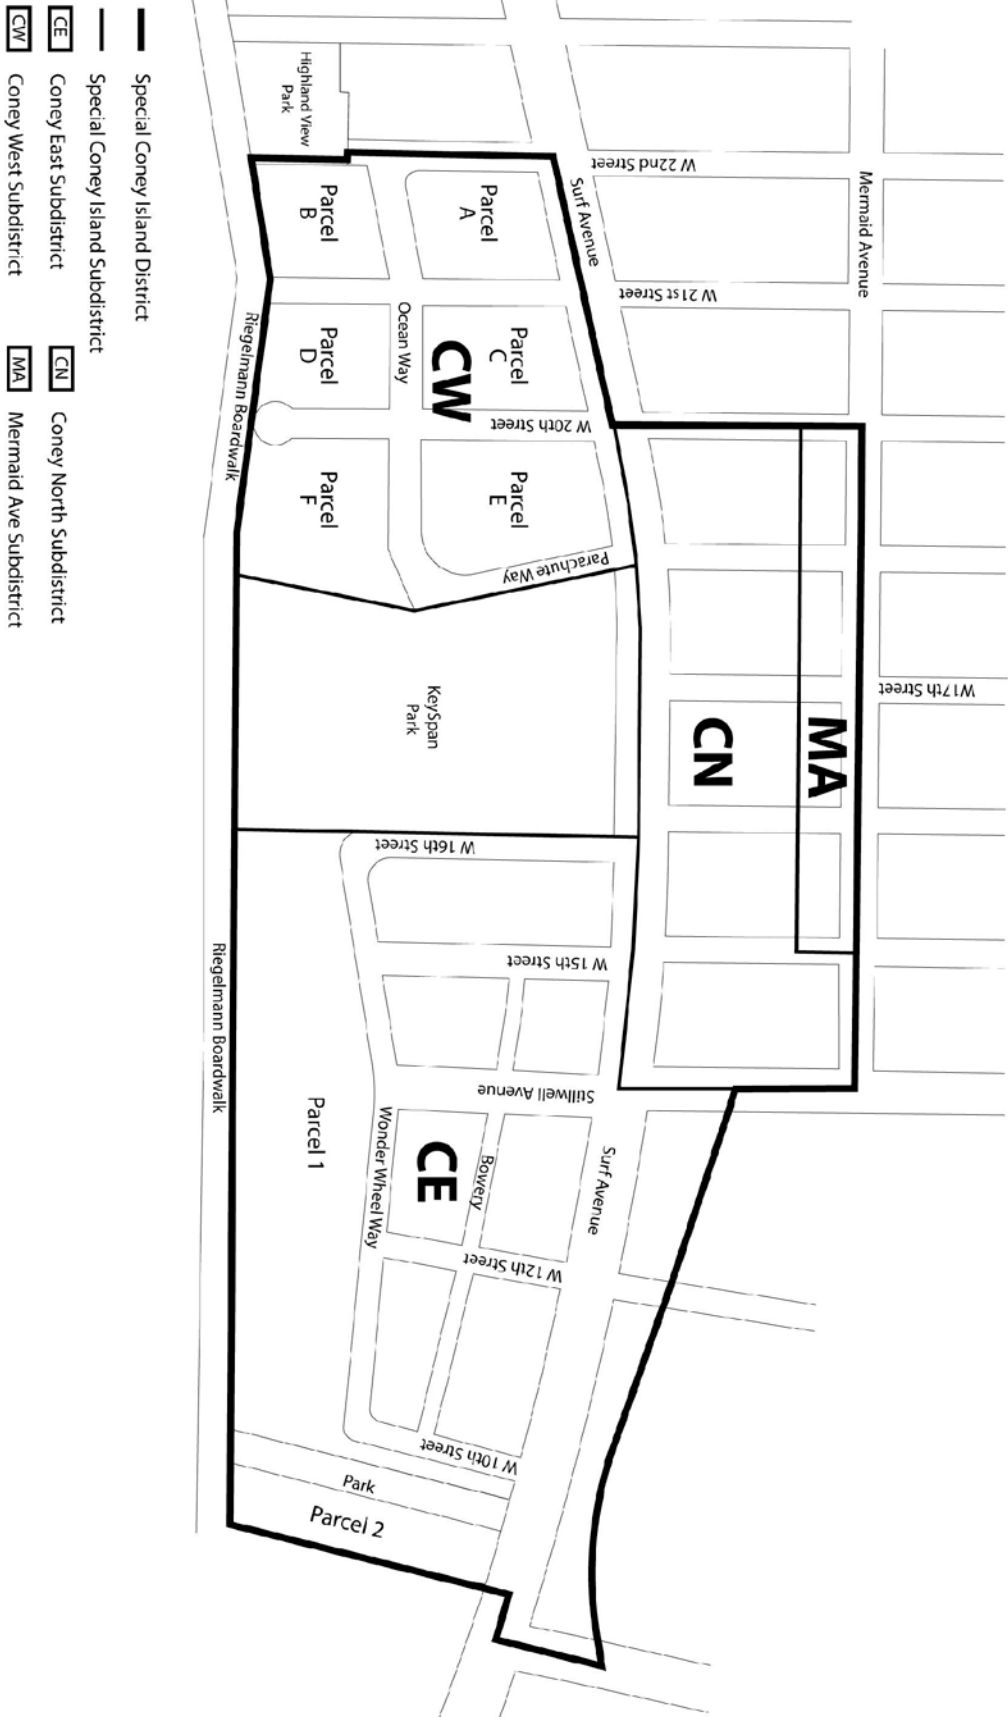 Mermaid Avenue
W 22nd Street
W 21st Street
W 17th Street
Surf Avenue
MA
CN
Highland View
Park
Parcel
A
Parcel
B
Parcel
C
Parcel
D
Parcel
E
Parcel
F
CW
Ocean Way
W 20th Street
Parachute Way
KeySpan
Park
W 16th Street
W 15th Street
Stillwell Avenue
Surf Avenue
Bowery
CE
Wonder Wheel Way
W 12th Street
W 10th Street
Parcel 1
Park
Parcel 2
Riegelmann Boardwalk
Riegelmann Boardwalk
Special Coney Island District
Special Coney Island Subdistrict
CE Coney East Subdistrict
CN Coney North Subdistrict
CW Coney West Subdistrict
MA Mermaid Ave Subdistrict